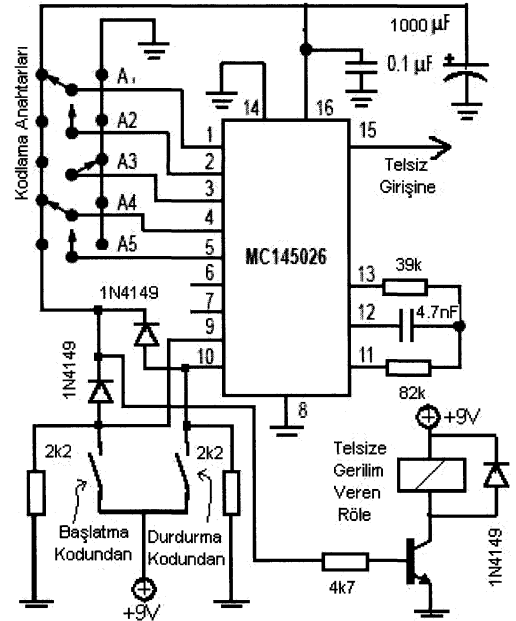 1000 µF
0.1 µF
Kodlama Anahtarları
A1
A2
A3
A4
A5
14
16
1
2
3
4
5
6
7
9
10
MC145026
15
Telsiz
Girişine
13
39k
12
4.7nF
11
82k
8
1N4149
1N4149
2k2
2k2
Başlatma
Kodundan
Durdurma
Kodundan
+9V
+9V
Telsize
Gerilim
Veren
Röle
1N4149
4k7